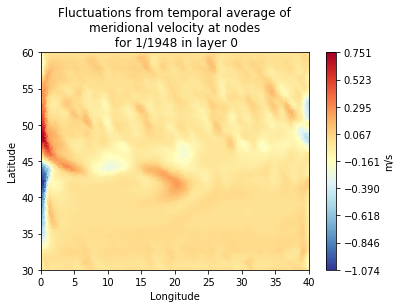 Fluctuations from temporal average of
meridional velocity at nodes
for 1/1948 in layer 0
60
55
50
45
40
35
30
Latitude
0 5 10 15 20 25 30 35 40
Longitude
0.751
0.523
0.295
0.067
−0.161
−0.390
−0.618
−0.846
−1.074
m/s